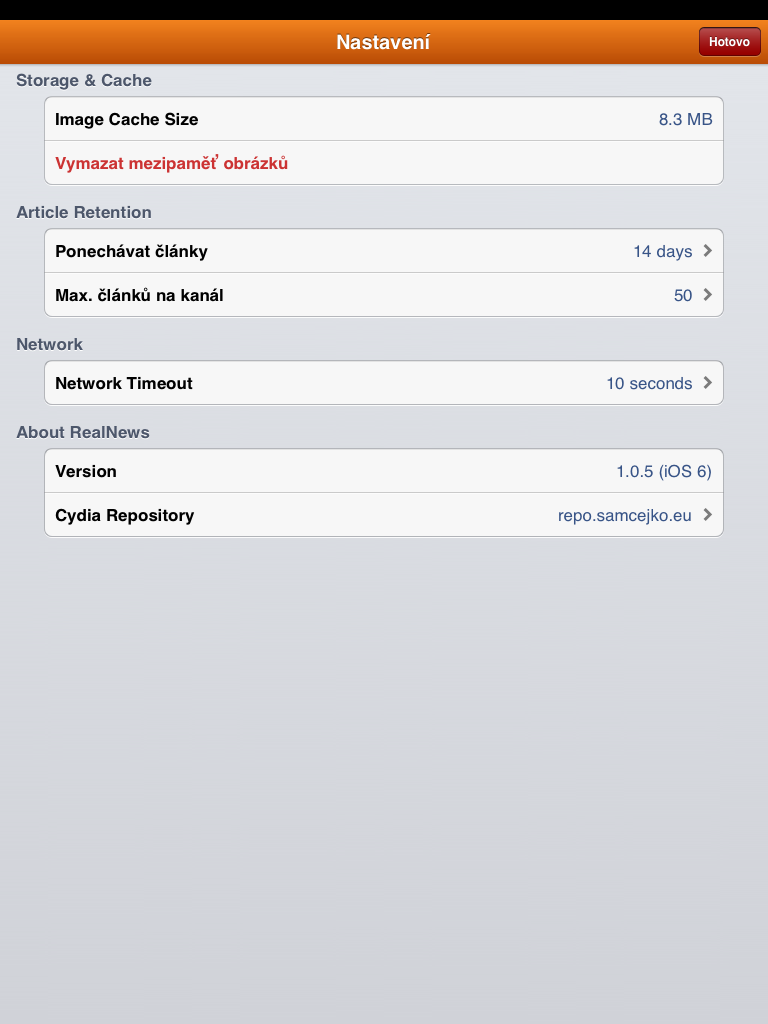 Nastavení
Hotovo
Storage & Cache
Image Cache Size 8.3 MB
Vymazat mezipaměť obrázků
Article Retention
Ponechávat články 14 days
Max. článků na kanál 50
Network
Network Timeout 10 seconds
About RealNews
Version 1.0.5 (iOS 6)
Cydia Repository repo.samcejko.eu